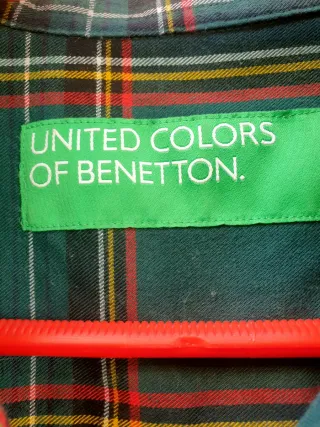 UNITED COLORS
OF BENETTON.